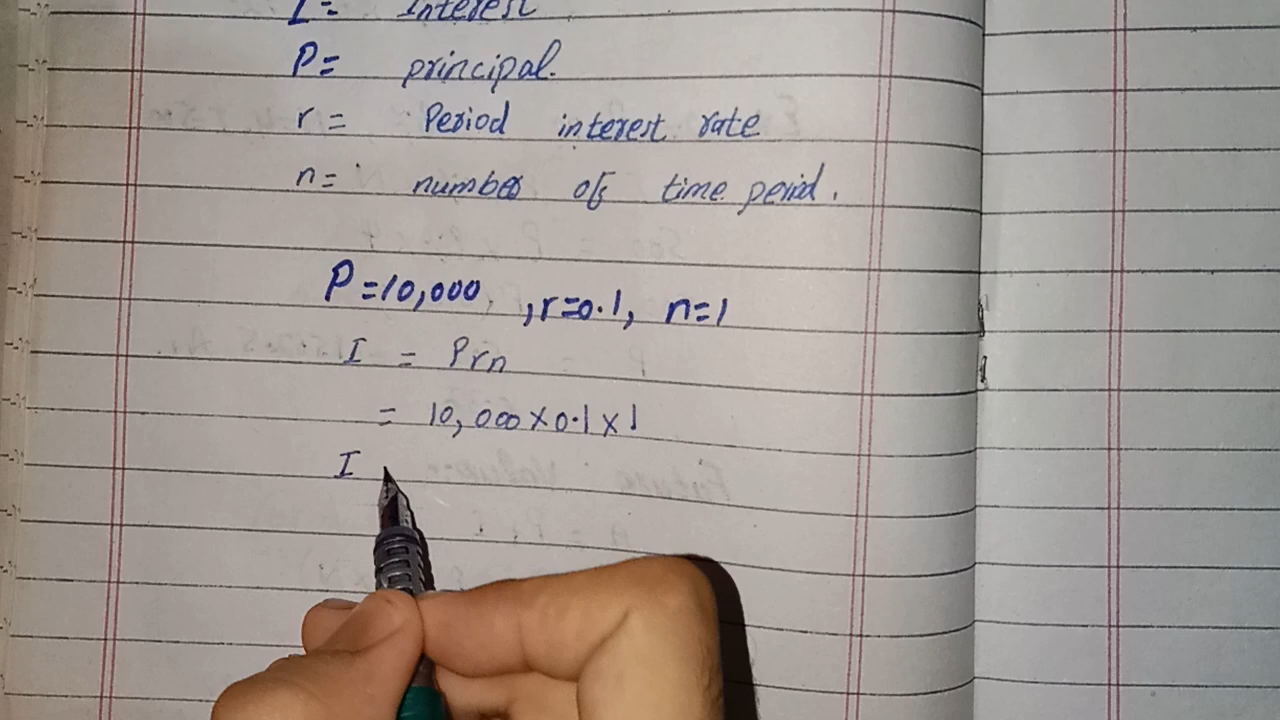 I = Interest
P = principal.
r = Period interest rate
n = number of time period.
P = 10,000, r = 0.1, n = 1
I = Prn
= 10,000 × 0.1 × 1
I